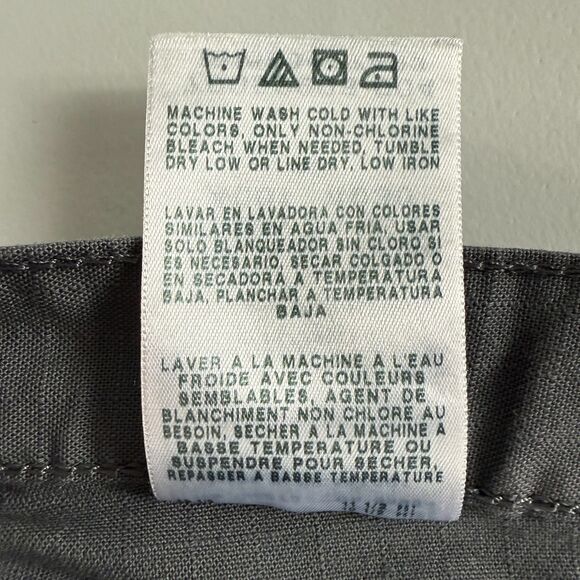 MACHINE WASH COLD WITH LIKE
COLORS, ONLY NON-CHLORINE
BLEACH WHEN NEEDED, TUMBLE
DRY LOW OR LINE DRY, LOW IRON
LAVAR EN LAVADORA CON COLORES
SIMILARES EN AGUA FRIA, USAR
SOLO BLANQUEADOR SIN CLORO SI
ES NECESARIO, SECAR COLGADO O
EN SECADORA A TEMPERATURA
BAJA, PLANCHAR A TEMPERATURA
BAJA
LAVER A LA MACHINE A L'EAU
FROIDE AVEC COULEURS
SEMBLABLES, AGENT DE
BLANCHIMENT NON CHLORE AU
BESOIN, SECHER A LA MACHINE A
BASSE TEMPERATURE OU
SUSPENDRE POUR SECHER,
REPASSER A BASSE TEMPERATURE